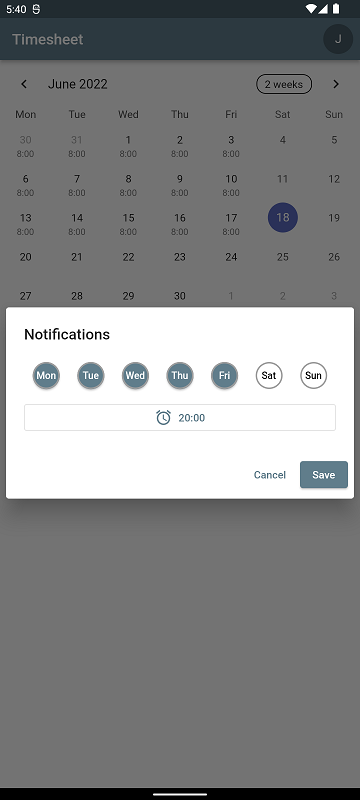 5:40
Timesheet
J
June 2022
2 weeks
Mon Tue Wed Thu Fri Sat Sun
30 31 1 2 3 4 5
8:00 8:00 8:00 8:00 8:00
6 7 8 9 10 11 12
8:00 8:00 8:00 8:00 8:00
13 14 15 16 17 18 19
8:00 8:00 8:00 8:00 8:00
20 21 22 23 24 25 26
27 28 29 30 1 2 3
Notifications
Mon Tue Wed Thu Fri Sat Sun
20:00
Cancel Save